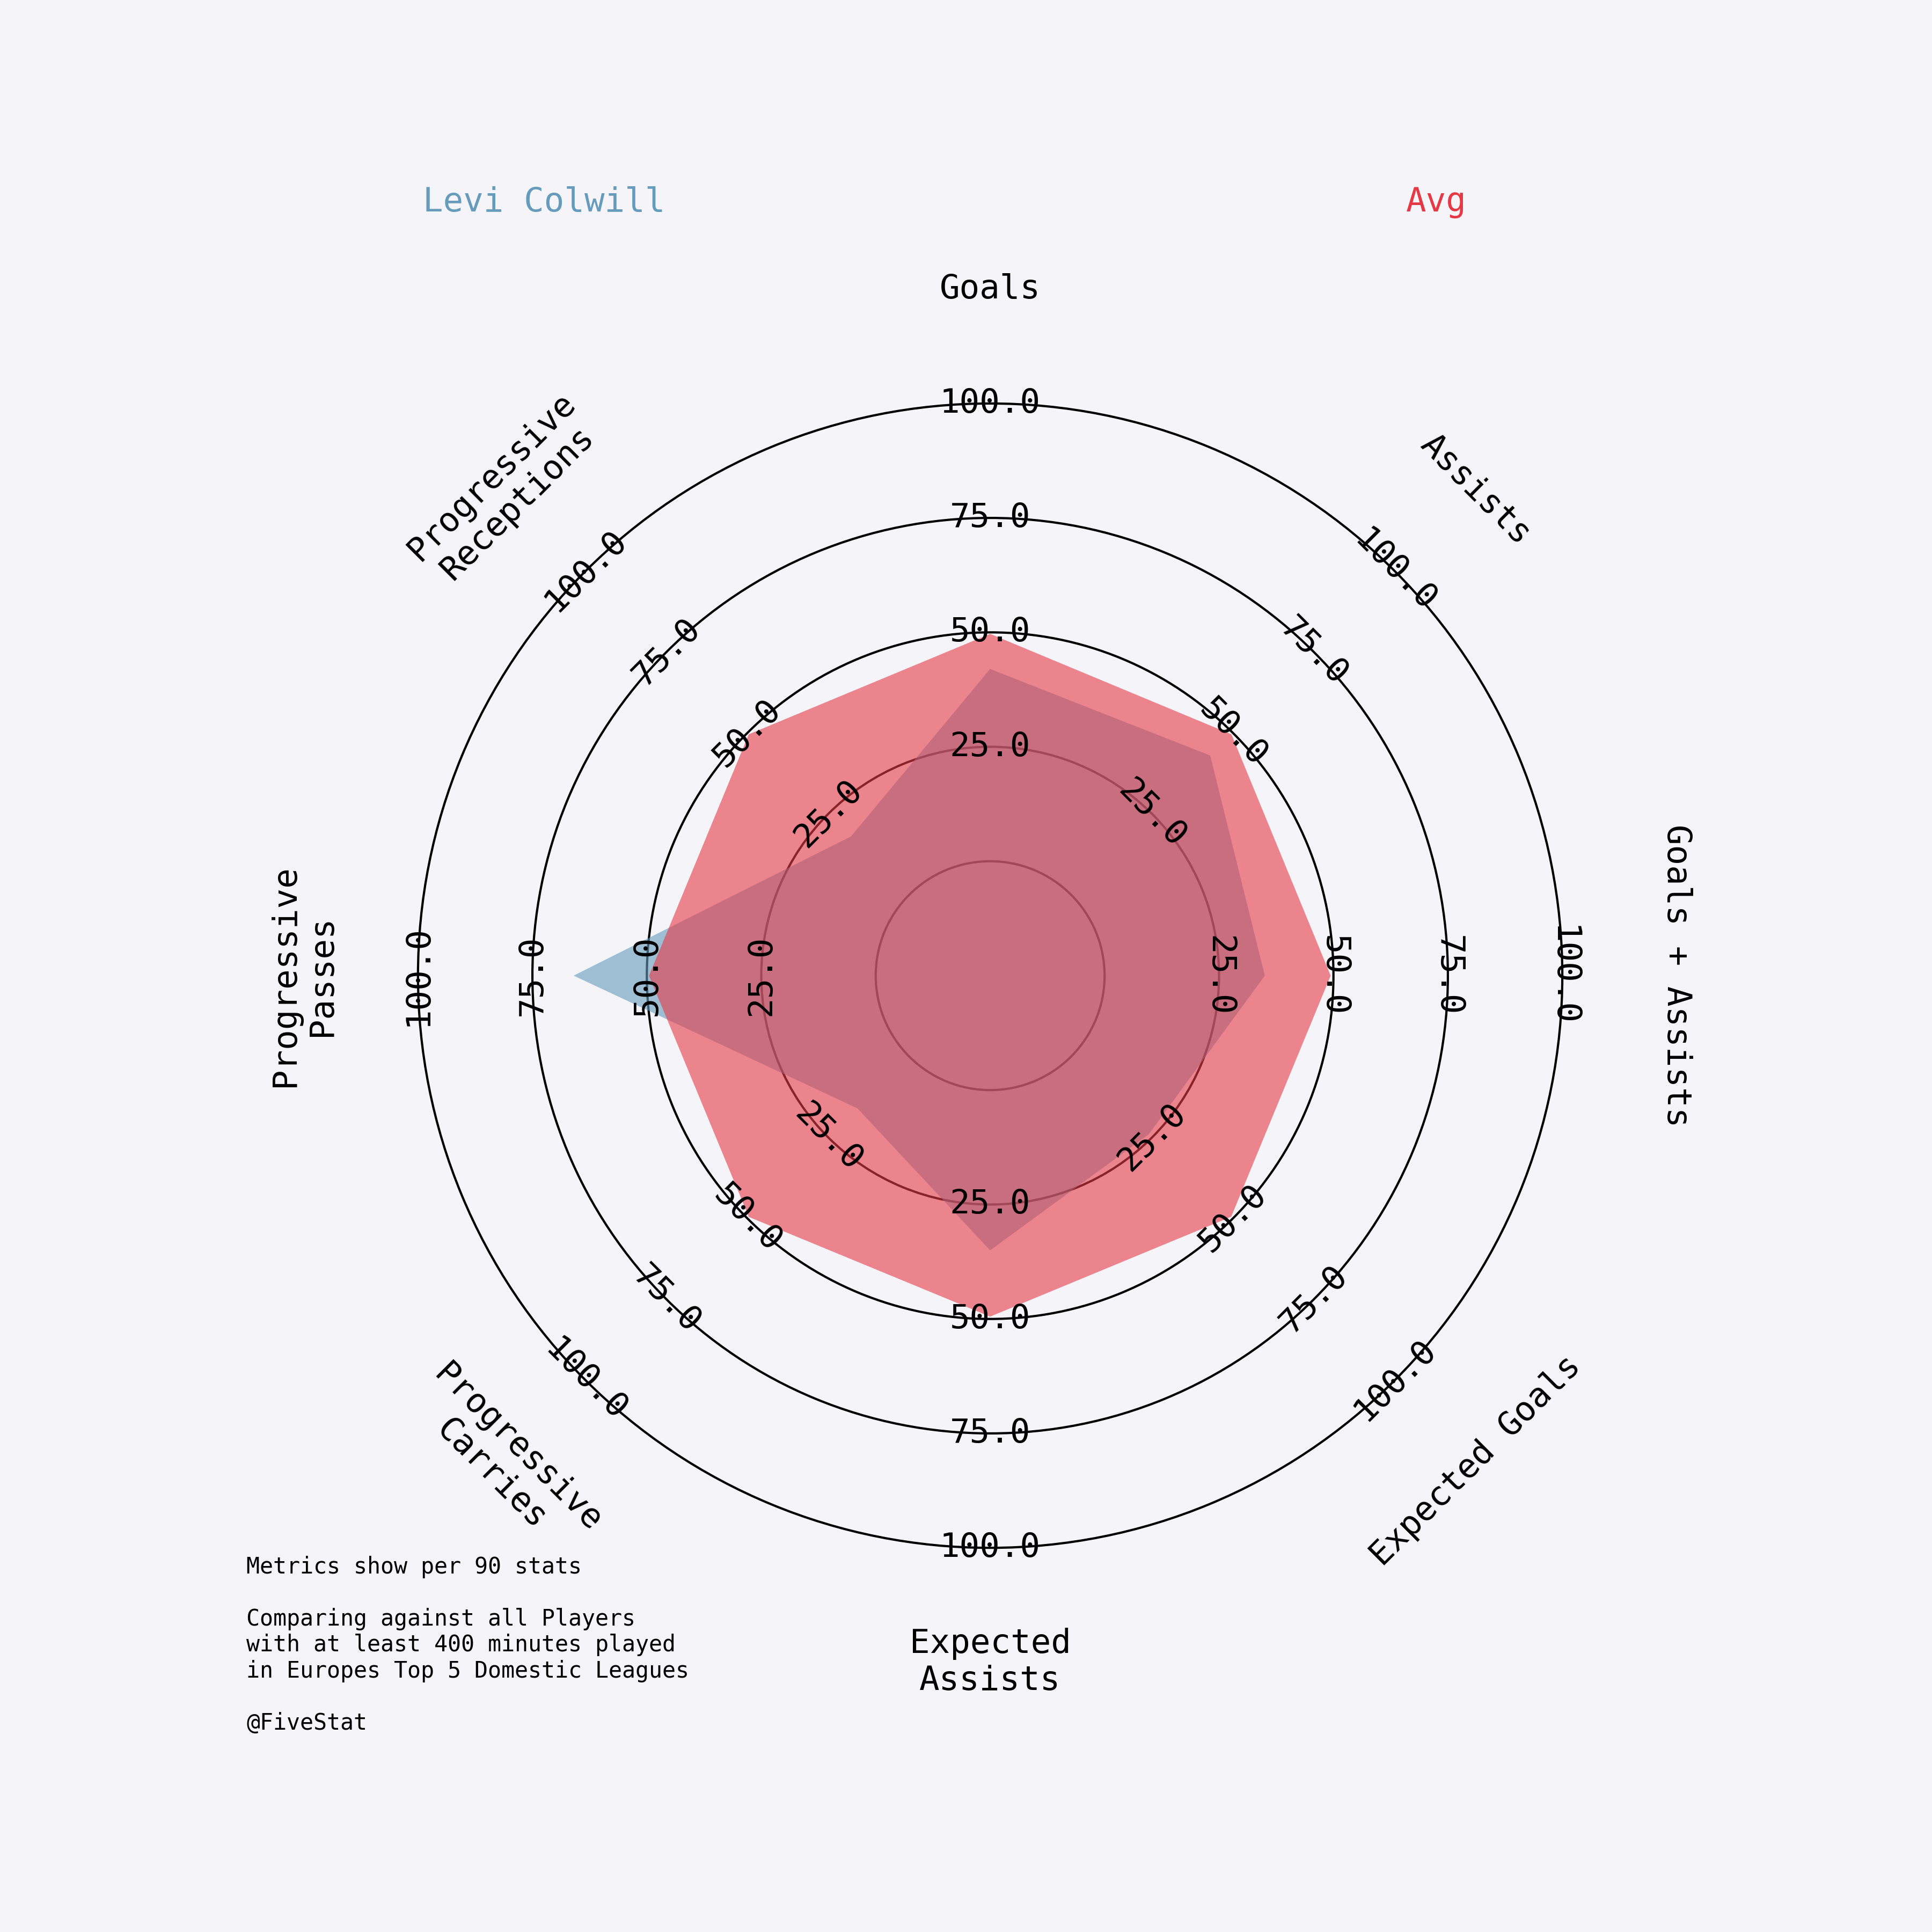 Levi Colwill
Avg
Goals
Assists
Goals + Assists
Expected Goals
Expected
Assists
Progressive
Carries
Progressive
Passes
Progressive
Receptions
25.0
50.0
75.0
100.0
25.0
50.0
75.0
100.0
25.0
50.0
75.0
100.0
25.0
50.0
75.0
100.0
25.0
50.0
75.0
100.0
25.0
50.0
75.0
100.0
25.0
50.0
75.0
100.0
25.0
50.0
75.0
100.0
Metrics show per 90 stats
Comparing against all Players
with at least 400 minutes played
in Europes Top 5 Domestic Leagues
@FiveStat